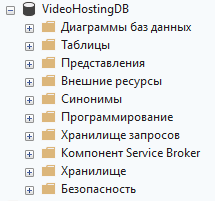 VideoHostingDB
Диаграммы баз данных
Таблицы
Представления
Внешние ресурсы
Синонимы
Программирование
Хранилище запросов
Компонент Service Broker
Хранилище
Безопасность